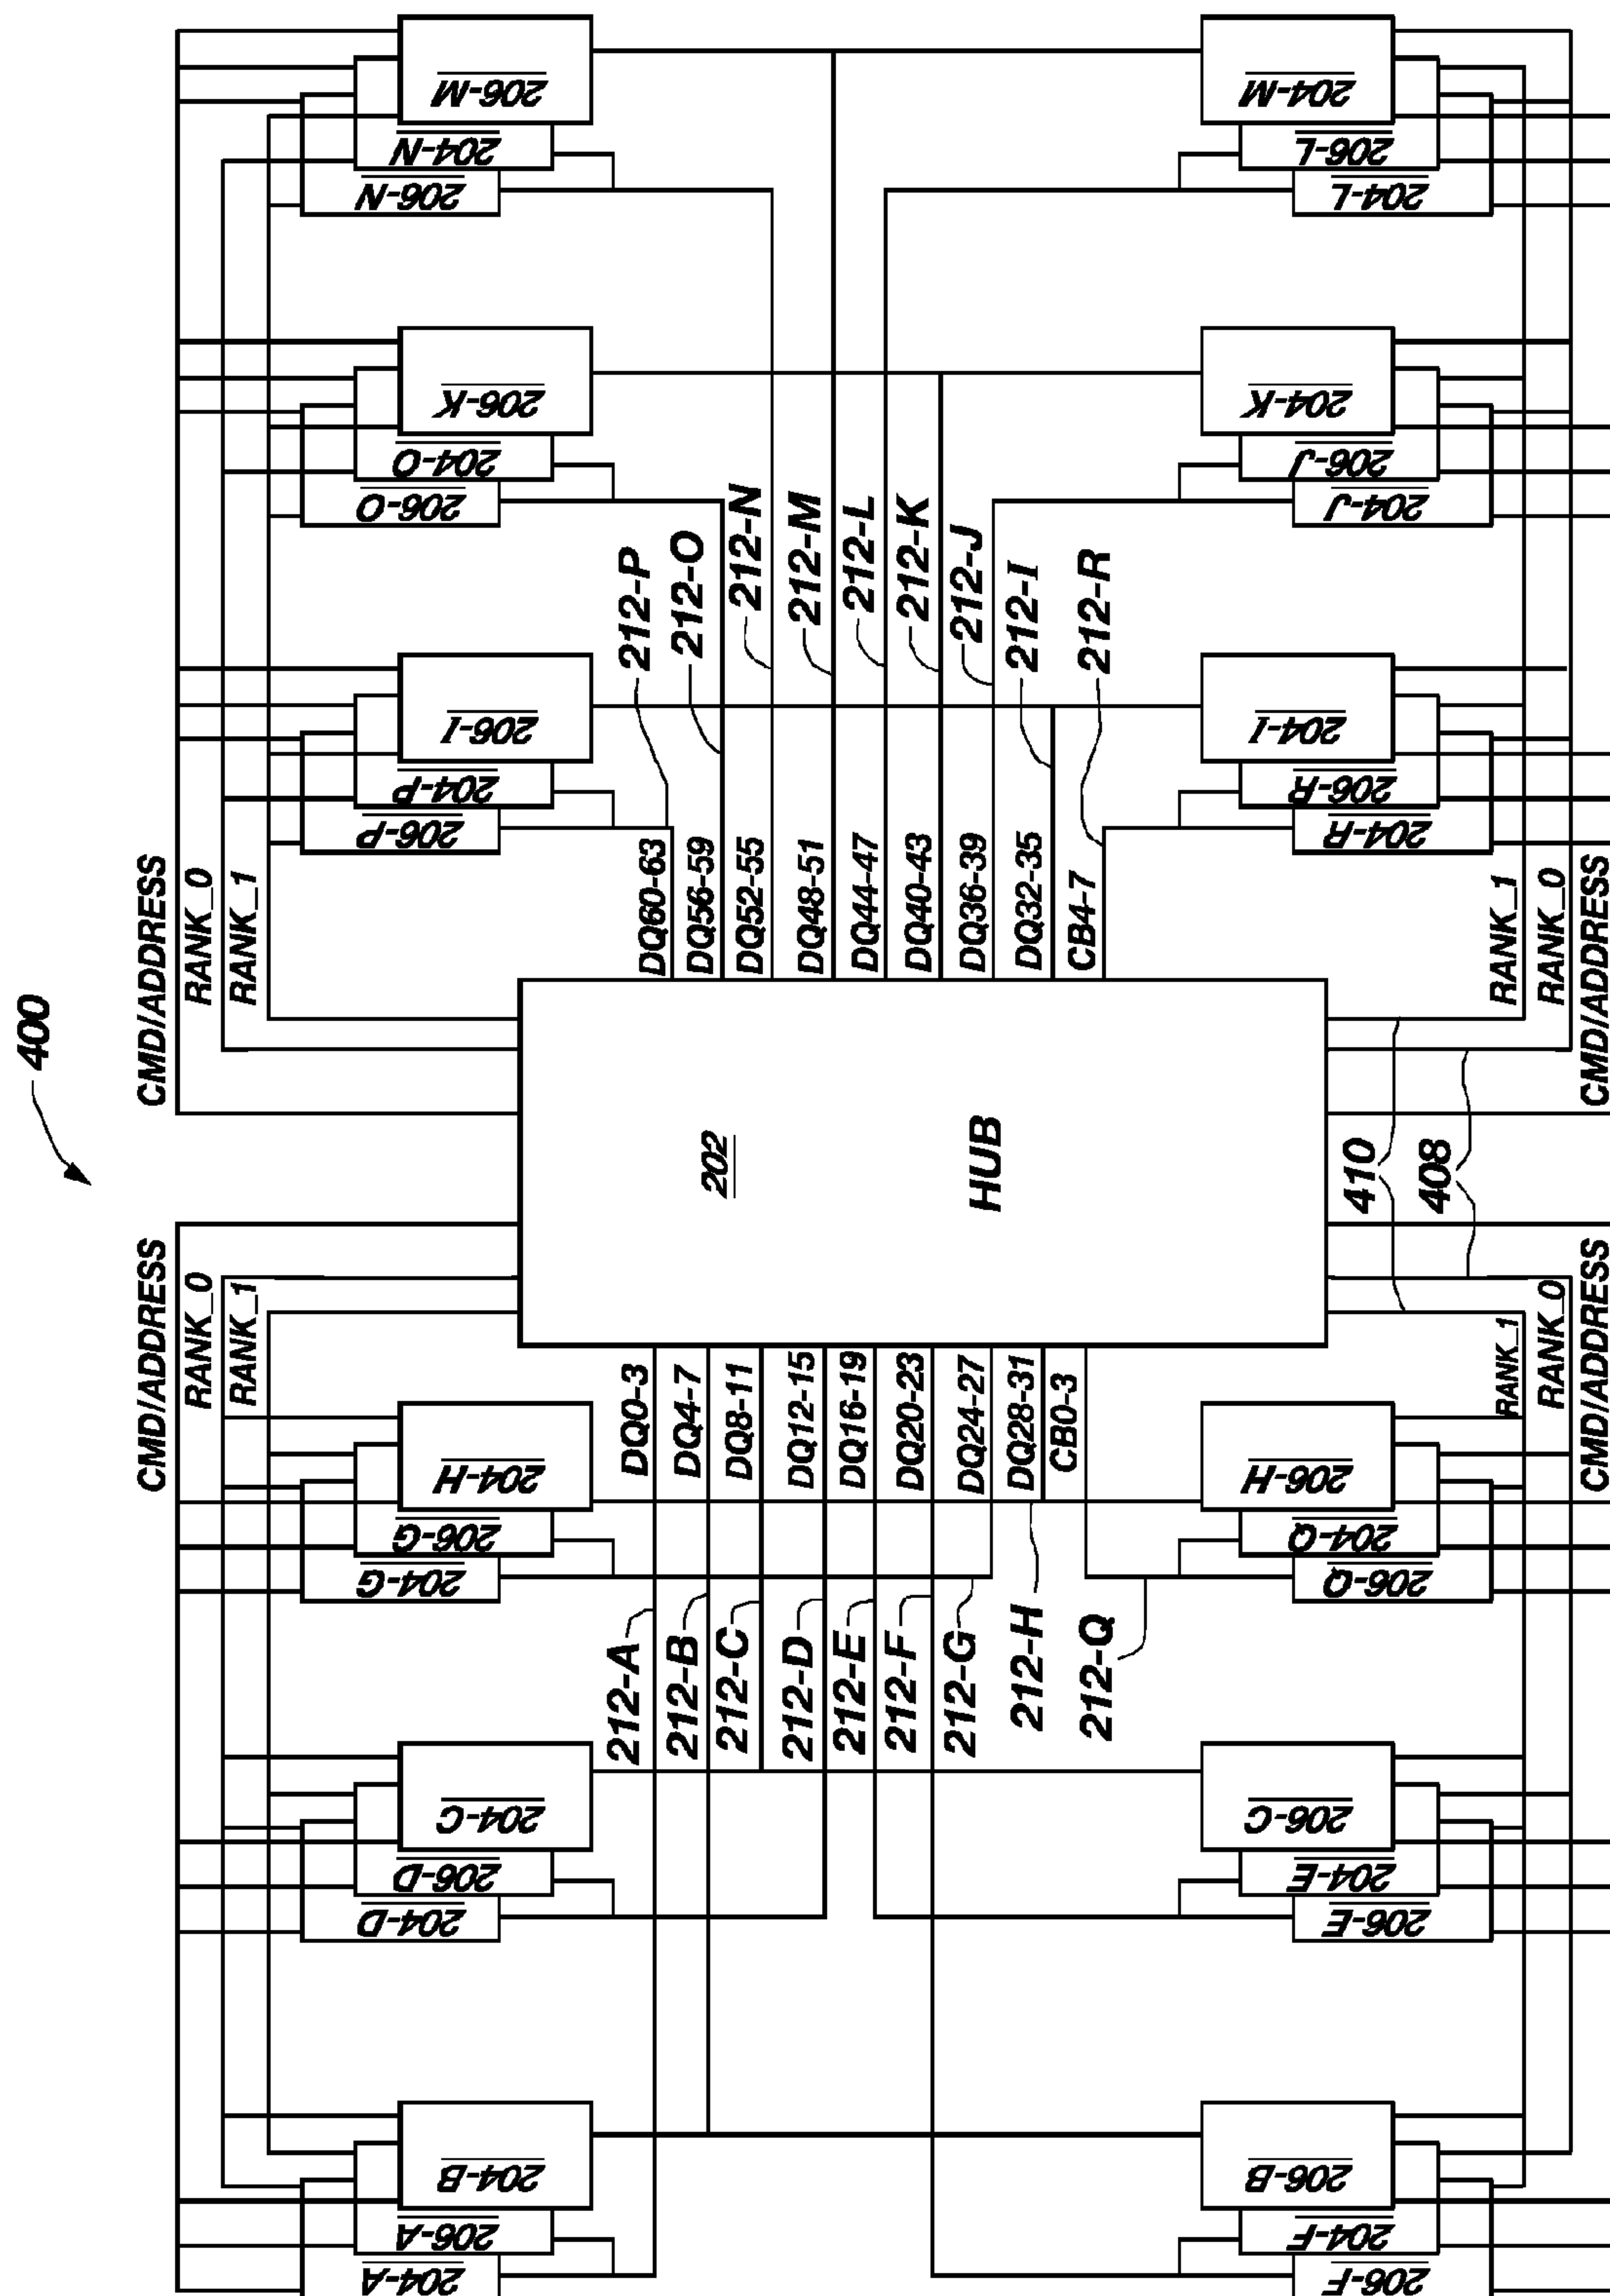 400
CMD/ADDRESS
RANK_0
RANK_1
CMD/ADDRESS
RANK_0
RANK_1
206-M
204-N
206-N
206-K
204-O
206-O
206-I
204-P
206-P
204-H
206-G
204-G
204-C
206-D
204-D
204-B
206-A
204-A
212-P
212-O
212-N
212-M
212-L
212-K
212-J
212-I
212-R
DQ60-63
DQ56-59
DQ52-55
DQ48-51
DQ44-47
DQ40-43
DQ36-39
DQ32-35
CB4-7
202
HUB
DQ0-3
DQ4-7
DQ8-11
DQ12-15
DQ16-19
DQ20-23
DQ24-27
DQ28-31
CB0-3
212-A
212-B
212-C
212-D
212-E
212-F
212-G
212-H
212-Q
204-M
206-L
204-L
204-K
206-J
204-J
204-I
206-R
204-R
206-H
204-Q
206-Q
206-C
204-E
206-E
206-B
204-F
206-F
410
408
RANK_1
RANK_0
CMD/ADDRESS
RANK_1
RANK_0
CMD/ADDRESS